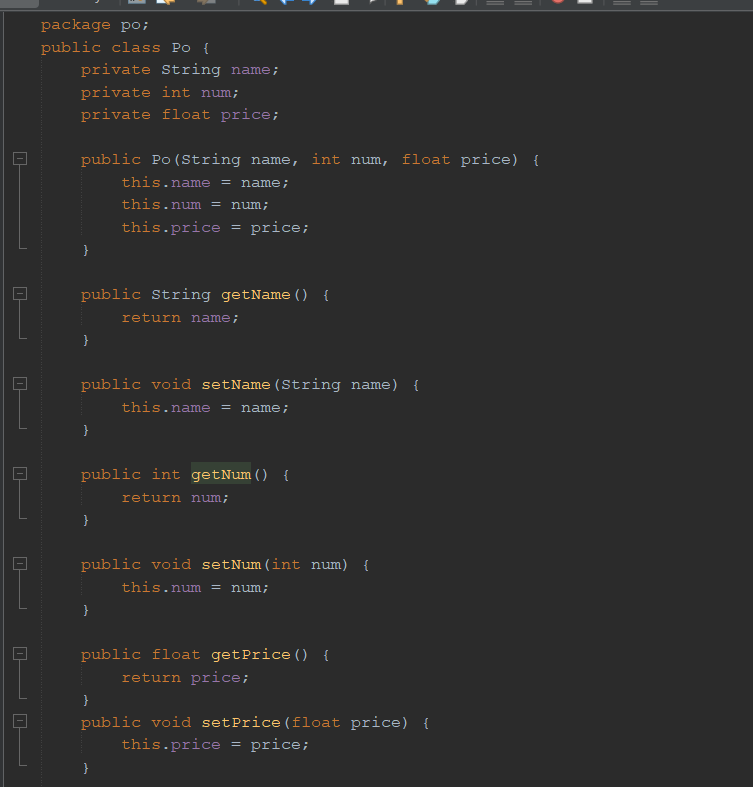 package po;
public class Po {
    private String name;
    private int num;
    private float price;

    public Po(String name, int num, float price) {
        this.name = name;
        this.num = num;
        this.price = price;
    }

    public String getName() {
        return name;
    }

    public void setName(String name) {
        this.name = name;
    }

    public int getNum() {
        return num;
    }

    public void setNum(int num) {
        this.num = num;
    }

    public float getPrice() {
        return price;
    }
    public void setPrice(float price) {
        this.price = price;
    }